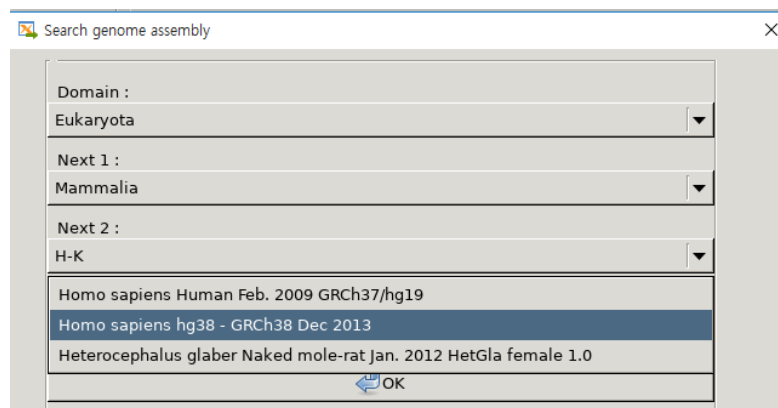 Search genome assembly
Domain :
Eukaryota
Next 1 :
Mammalia
Next 2 :
H-K
Homo sapiens Human Feb. 2009 GRCh37/hg19
Homo sapiens hg38 - GRCh38 Dec 2013
Heterocephalus glaber Naked mole-rat Jan. 2012 HetGla female 1.0
OK